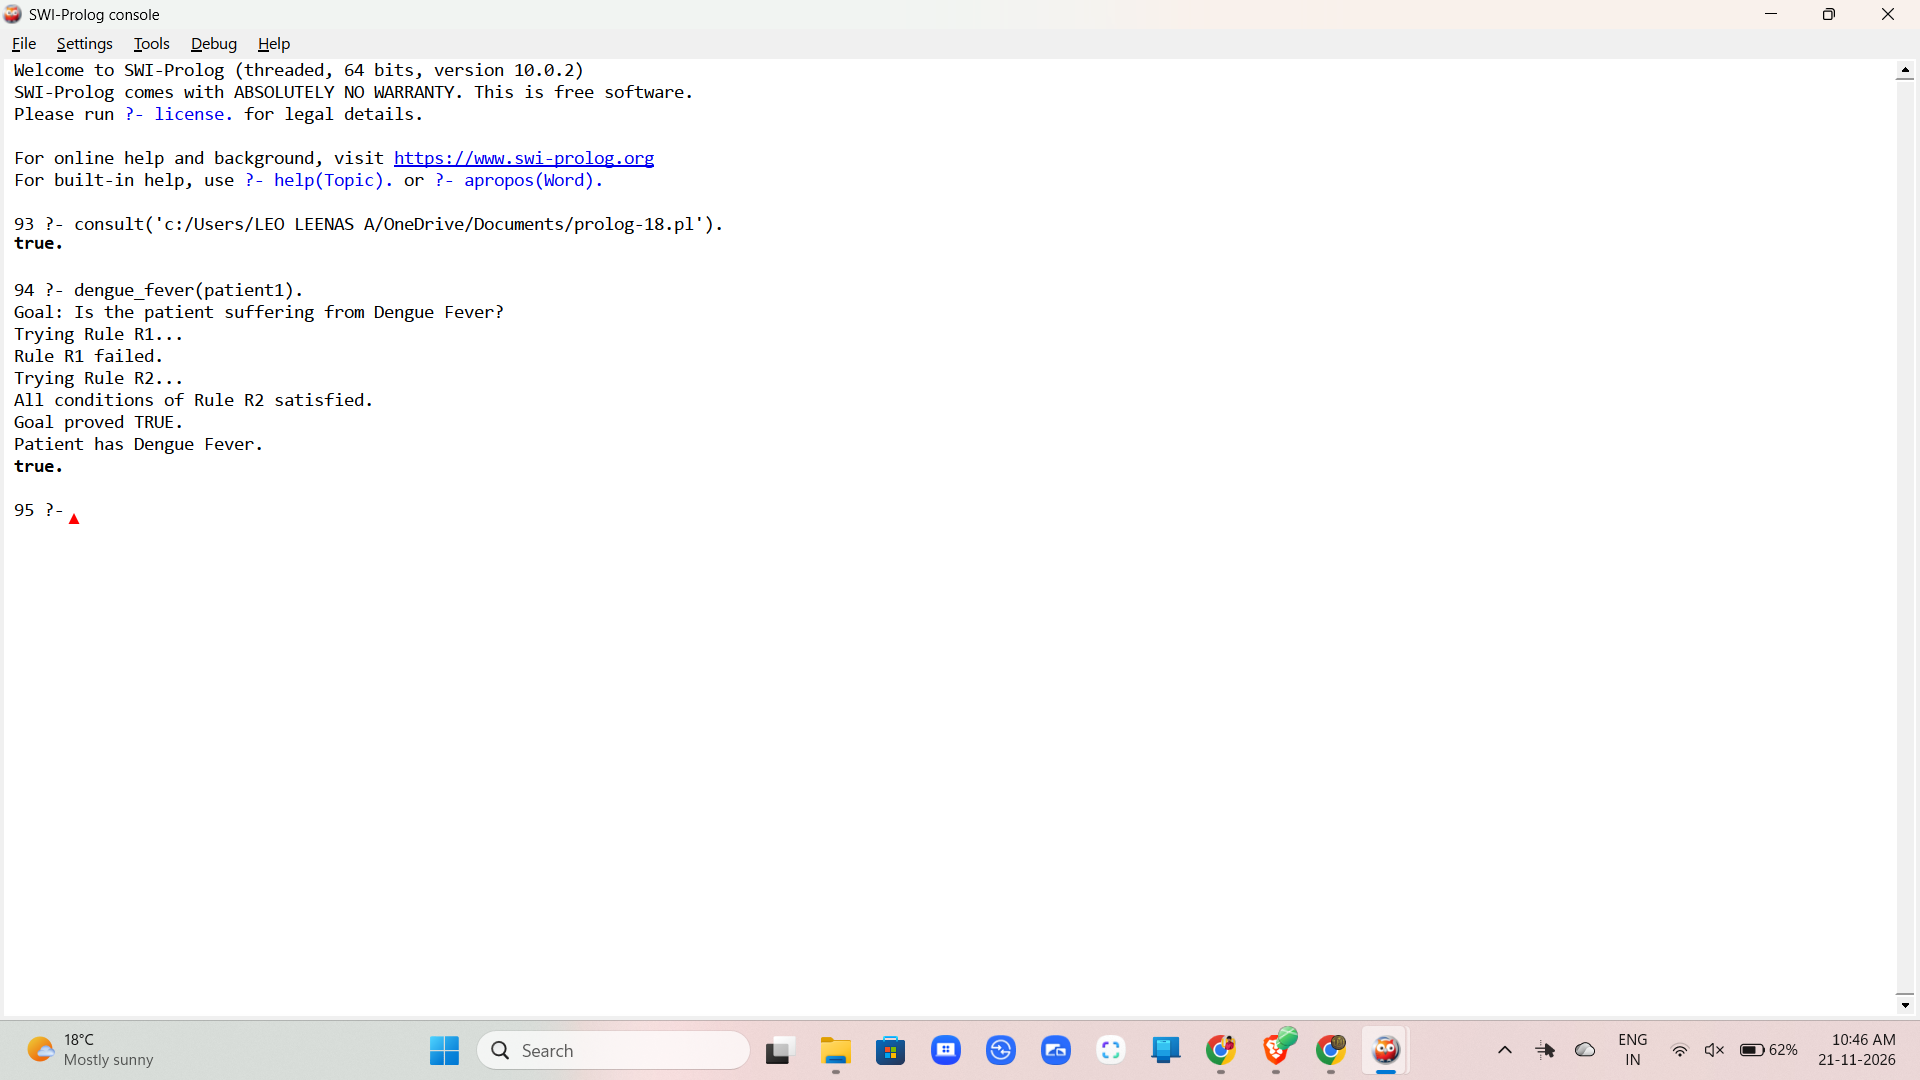 SWI-Prolog console
File Settings Tools Debug Help
Welcome to SWI-Prolog (threaded, 64 bits, version 10.0.2)
SWI-Prolog comes with ABSOLUTELY NO WARRANTY. This is free software.
Please run ?- license. for legal details.
For online help and background, visit https://www.swi-prolog.org
For built-in help, use ?- help(Topic). or ?- apropos(Word).
93 ?- consult('c:/Users/LEO LEENAS A/OneDrive/Documents/prolog-18.pl').
true.
94 ?- dengue_fever(patient1).
Goal: Is the patient suffering from Dengue Fever?
Trying Rule R1...
Rule R1 failed.
Trying Rule R2...
All conditions of Rule R2 satisfied.
Goal proved TRUE.
Patient has Dengue Fever.
true.
95 ?-
18°C
Mostly sunny
Search
ENG
IN
62%
10:46 AM
21-11-2026